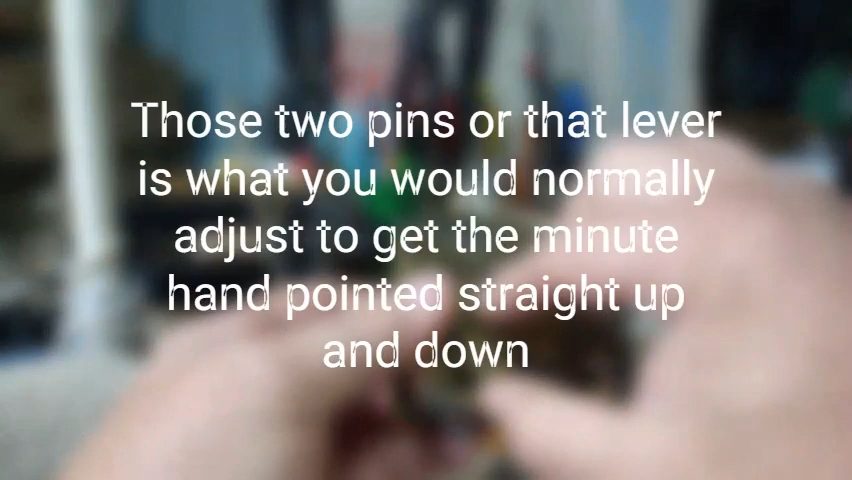 Those two pins or that lever
is what you would normally
adjust to get the minute
hand pointed straight up
and down